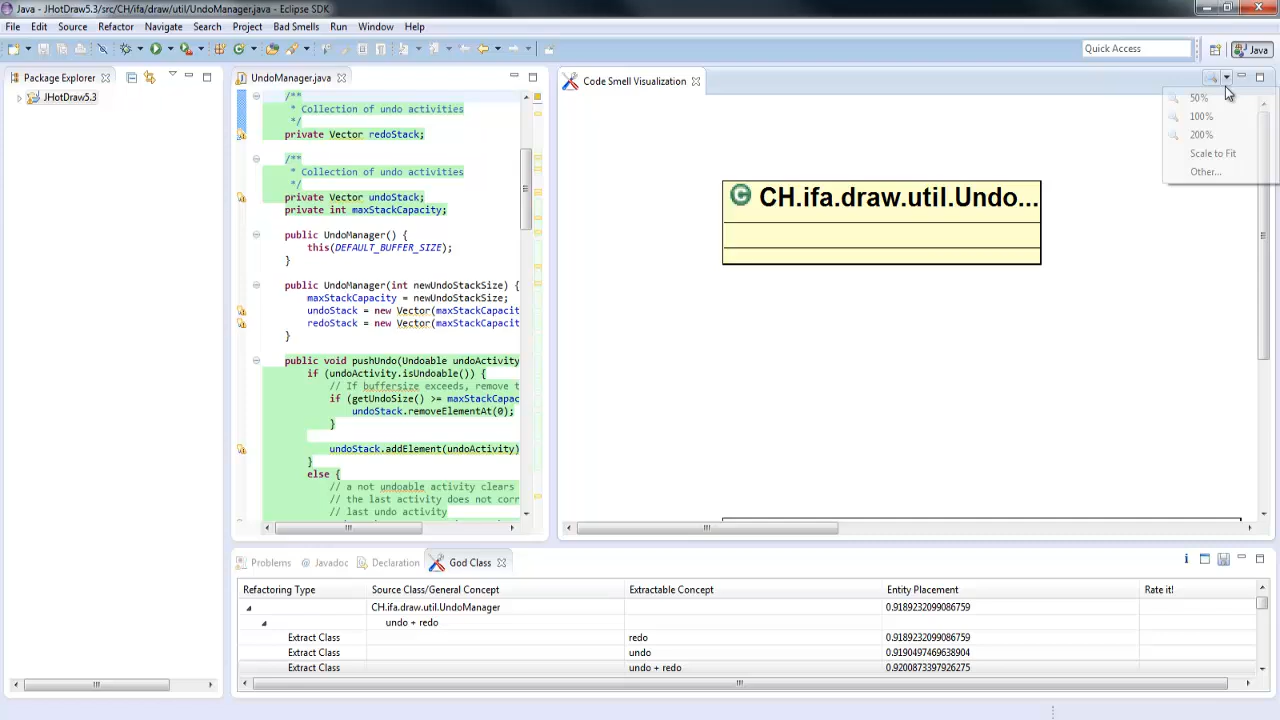 Java - JHotDraw5.3/src/CH/ifa/draw/util/UndoManager.java - Eclipse SDK
File Edit Source Refactor Navigate Search Project Bad Smells Run Window Help
Quick Access
Java
Package Explorer
JHotDraw5.3
UndoManager.java
/**
* Collection of undo activities
*/
private Vector redoStack;
/**
* Collection of undo activities
*/
private Vector undoStack;
private int maxStackCapacity;
public UndoManager() {
this(DEFAULT_BUFFER_SIZE);
}
public UndoManager(int newUndoStackSize) {
maxStackCapacity = newUndoStackSize;
undoStack = new Vector(maxStackCapacit
redoStack = new Vector(maxStackCapacit
}
public void pushUndo(Undoable undoActivity
if (undoActivity.isUndoable()) {
// If buffersize exceeds, remove t
if (getUndoSize() >= maxStackCapac
undoStack.removeElementAt(0);
}
undoStack.addElement(undoActivity)
}
else {
// a not undoable activity clears
// the last activity does not corr
// last undo activity
Code Smell Visualization
50%
100%
200%
Scale to Fit
Other...
C CH.ifa.draw.util.Undo...
Problems @ Javadoc Declaration God Class
Refactoring Type Source Class/General Concept Extractable Concept Entity Placement Rate it!
CH.ifa.draw.util.UndoManager 0.9189232099086759
undo + redo
Extract Class redo 0.9189232099086759
Extract Class undo 0.9190497469638904
Extract Class undo + redo 0.9200873397926275